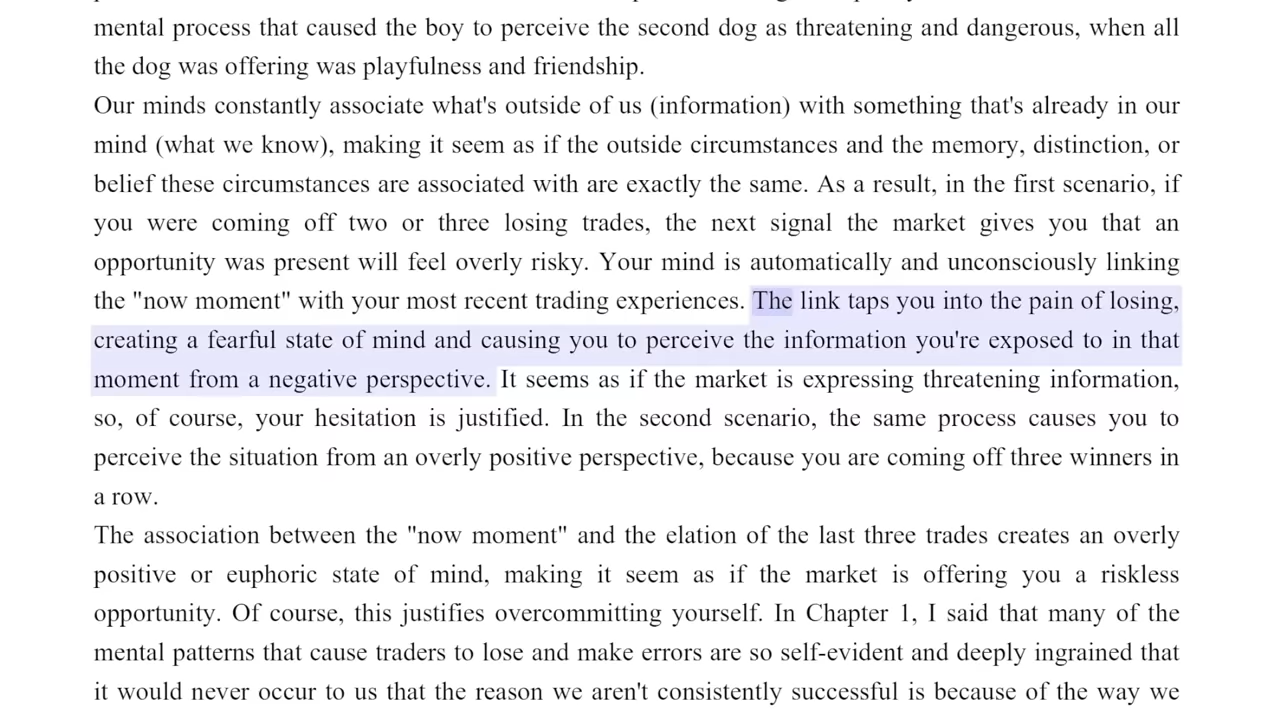 mental process that caused the boy to perceive the second dog as threatening and dangerous, when all
the dog was offering was playfulness and friendship.
Our minds constantly associate what's outside of us (information) with something that's already in our
mind (what we know), making it seem as if the outside circumstances and the memory, distinction, or
belief these circumstances are associated with are exactly the same. As a result, in the first scenario, if
you were coming off two or three losing trades, the next signal the market gives you that an
opportunity was present will feel overly risky. Your mind is automatically and unconsciously linking
the "now moment" with your most recent trading experiences. The link taps you into the pain of losing,
creating a fearful state of mind and causing you to perceive the information you're exposed to in that
moment from a negative perspective. It seems as if the market is expressing threatening information,
so, of course, your hesitation is justified. In the second scenario, the same process causes you to
perceive the situation from an overly positive perspective, because you are coming off three winners in
a row.
The association between the "now moment" and the elation of the last three trades creates an overly
positive or euphoric state of mind, making it seem as if the market is offering you a riskless
opportunity. Of course, this justifies overcommitting yourself. In Chapter 1, I said that many of the
mental patterns that cause traders to lose and make errors are so self-evident and deeply ingrained that
it would never occur to us that the reason we aren't consistently successful is because of the way we